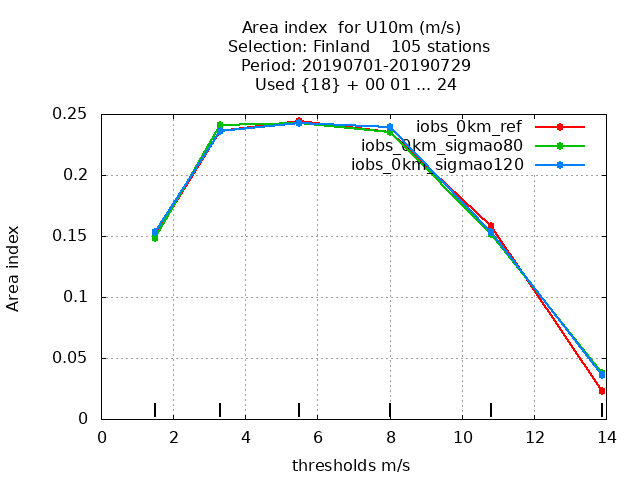 Area index  for U10m (m/s)
Selection: Finland    105 stations
Period: 20190701-20190729
Used {18} + 00 01 ... 24
0.25
0.2
0.15
0.1
0.05
0
Area index
iobs_0km_ref
iobs_0km_sigmao80
iobs_0km_sigmao120
0 2 4 6 8 10 12 14
thresholds m/s